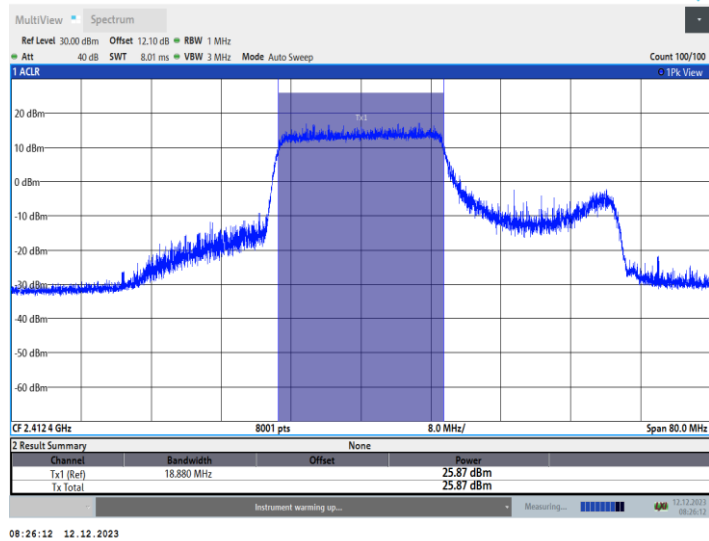 MultiView Spectrum
Ref Level 30.00 dBm Offset 12.10 dB RBW 1 MHz
Att 40 dB SWT 8.01 ms VBW 3 MHz Mode Auto Sweep Count 100/100
1 ACLR 1Pk View
Tx1
20 dBm
10 dBm
0 dBm
-10 dBm
-20 dBm
-30 dBm
-40 dBm
-50 dBm
-60 dBm
CF 2.412 4 GHz 8001 pts 8.0 MHz/ Span 80.0 MHz
2 Result Summary None
Channel Bandwidth Offset Power
Tx1 (Ref) 18.880 MHz 25.87 dBm
Tx Total 25.87 dBm
Instrument warming up... Measuring... 12.12.2023
08:26:12
08:26:12 12.12.2023